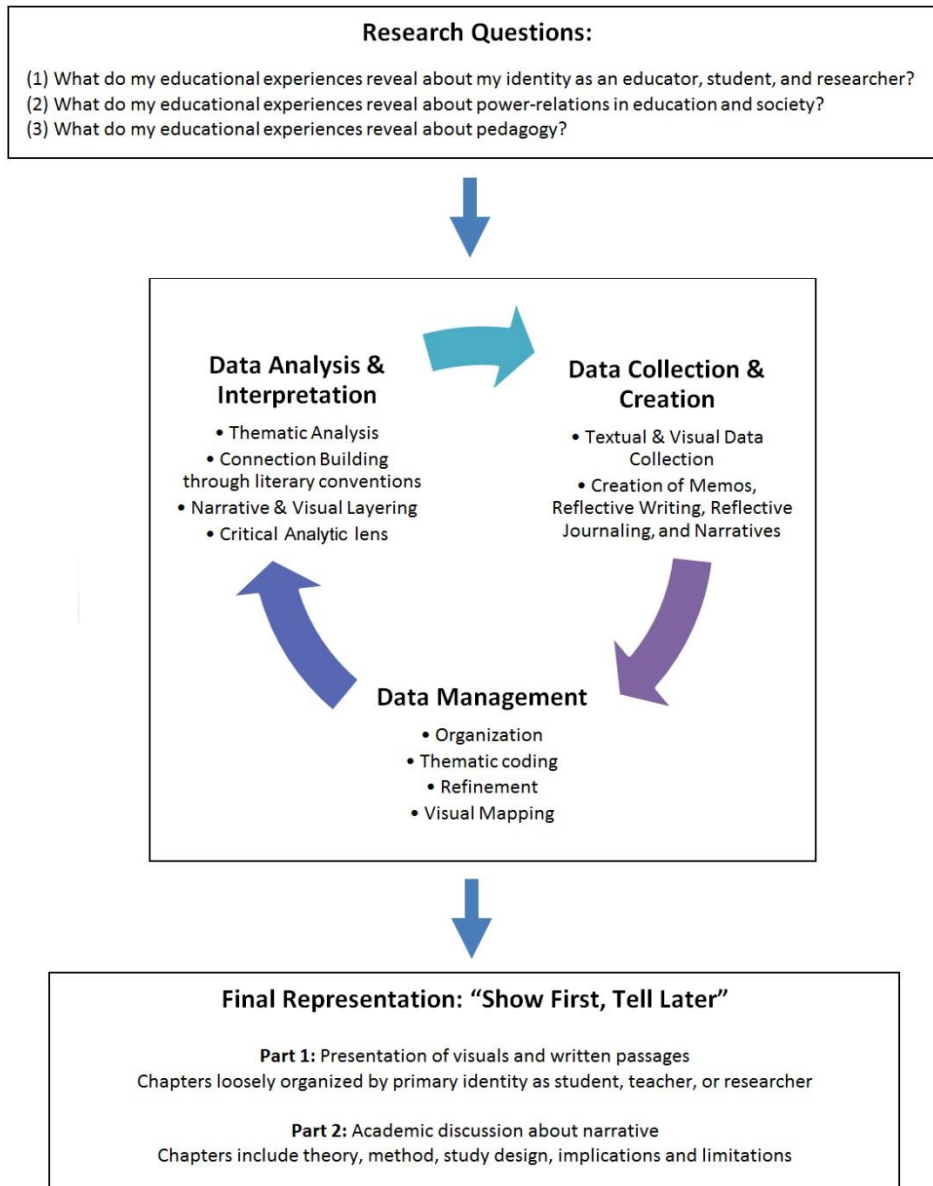 Research Questions:
(1) What do my educational experiences reveal about my identity as an educator, student, and researcher?
(2) What do my educational experiences reveal about power-relations in education and society?
(3) What do my educational experiences reveal about pedagogy?
Data Analysis &
Interpretation
• Thematic Analysis
• Connection Building
through literary conventions
• Narrative & Visual Layering
• Critical Analytic lens
Data Collection &
Creation
• Textual & Visual Data
Collection
• Creation of Memos,
Reflective Writing, Reflective
Journaling, and Narratives
Data Management
• Organization
• Thematic coding
• Refinement
• Visual Mapping
Final Representation: “Show First, Tell Later”
Part 1: Presentation of visuals and written passages
Chapters loosely organized by primary identity as student, teacher, or researcher
Part 2: Academic discussion about narrative
Chapters include theory, method, study design, implications and limitations